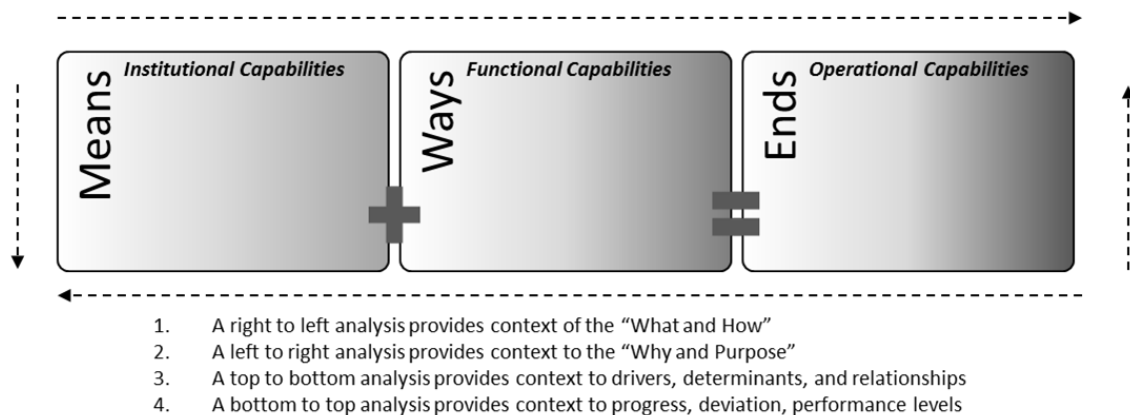 Means
Institutional Capabilities
Ways
Functional Capabilities
Ends
Operational Capabilities
1. A right to left analysis provides context of the “What and How”
2. A left to right analysis provides context to the “Why and Purpose”
3. A top to bottom analysis provides context to drivers, determinants, and relationships
4. A bottom to top analysis provides context to progress, deviation, performance levels